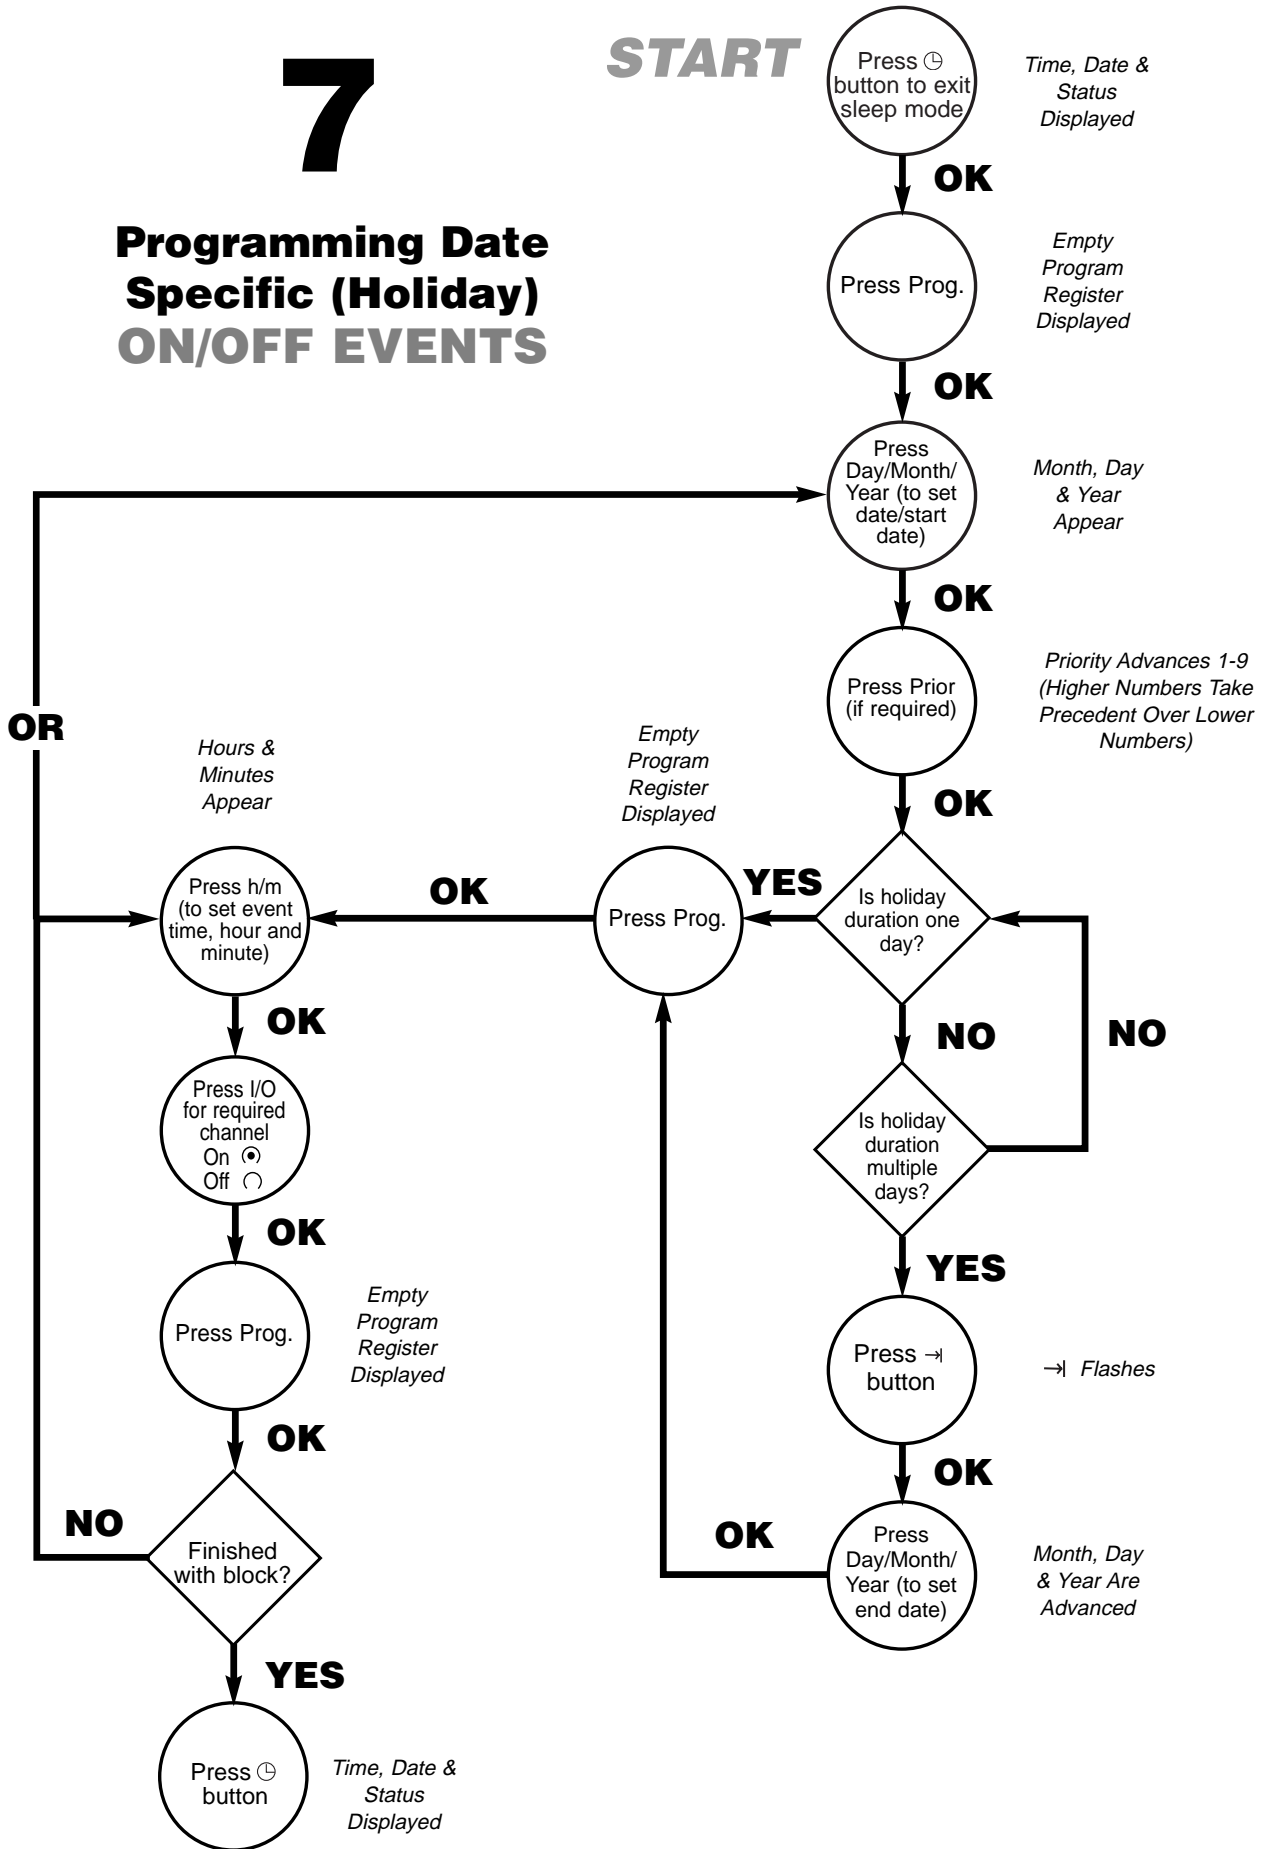 7
Programming Date
Specific (Holiday)
ON/OFF EVENTS
START
Press
button to exit
sleep mode
Time, Date &
Status
Displayed
OK
Press Prog.
Empty
Program
Register
Displayed
OK
Press
Day/Month/
Year (to set
date/start
date)
Month, Day
& Year
Appear
OK
Press Prior
(if required)
Priority Advances 1-9
(Higher Numbers Take
Precedent Over Lower
Numbers)
OK
Is holiday
duration one
day?
YES
Press Prog.
Empty
Program
Register
Displayed
OK
NO
Is holiday
duration
multiple
days?
NO
YES
Press →|
button
→| Flashes
OK
Press
Day/Month/
Year (to set
end date)
Month, Day
& Year Are
Advanced
OK
OR
Hours &
Minutes
Appear
Press h/m
(to set event
time, hour and
minute)
OK
Press I/O
for required
channel
On
Off
OK
Press Prog.
Empty
Program
Register
Displayed
OK
Finished
with block?
NO
YES
Press
button
Time, Date &
Status
Displayed